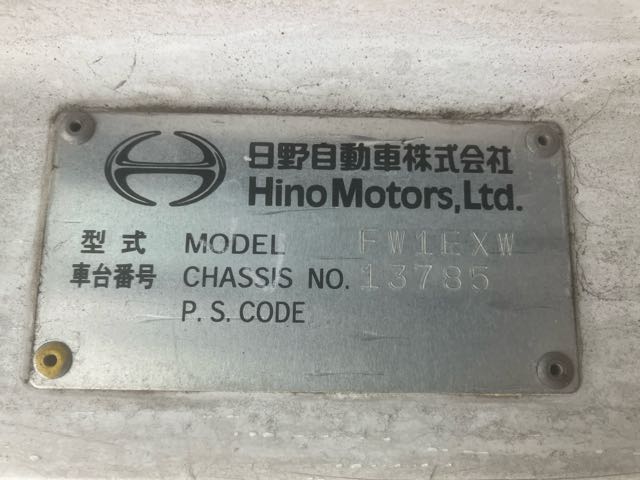 日野自動車株式会社
Hino Motors, Ltd.
型式 MODEL FW1EXW
車台番号 CHASSIS NO. 13785
P. S. CODE